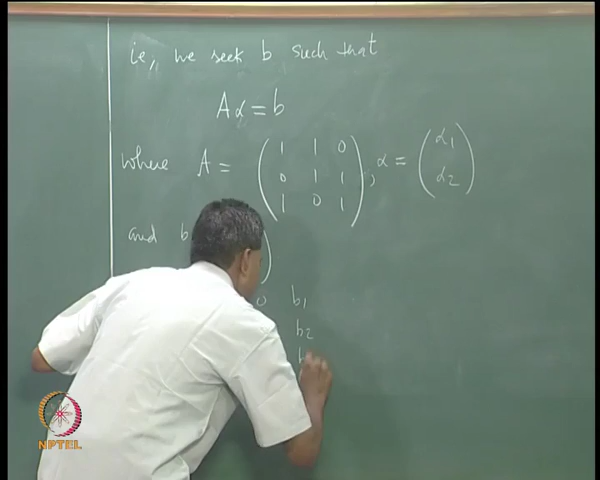 ie,, we seek b such that
Aα = b
where A = ( 1 1 0 , α = ( α1
0 1 1 α2 )
1 0 1 )
and b )
0 b1
b2
b
NPTEL